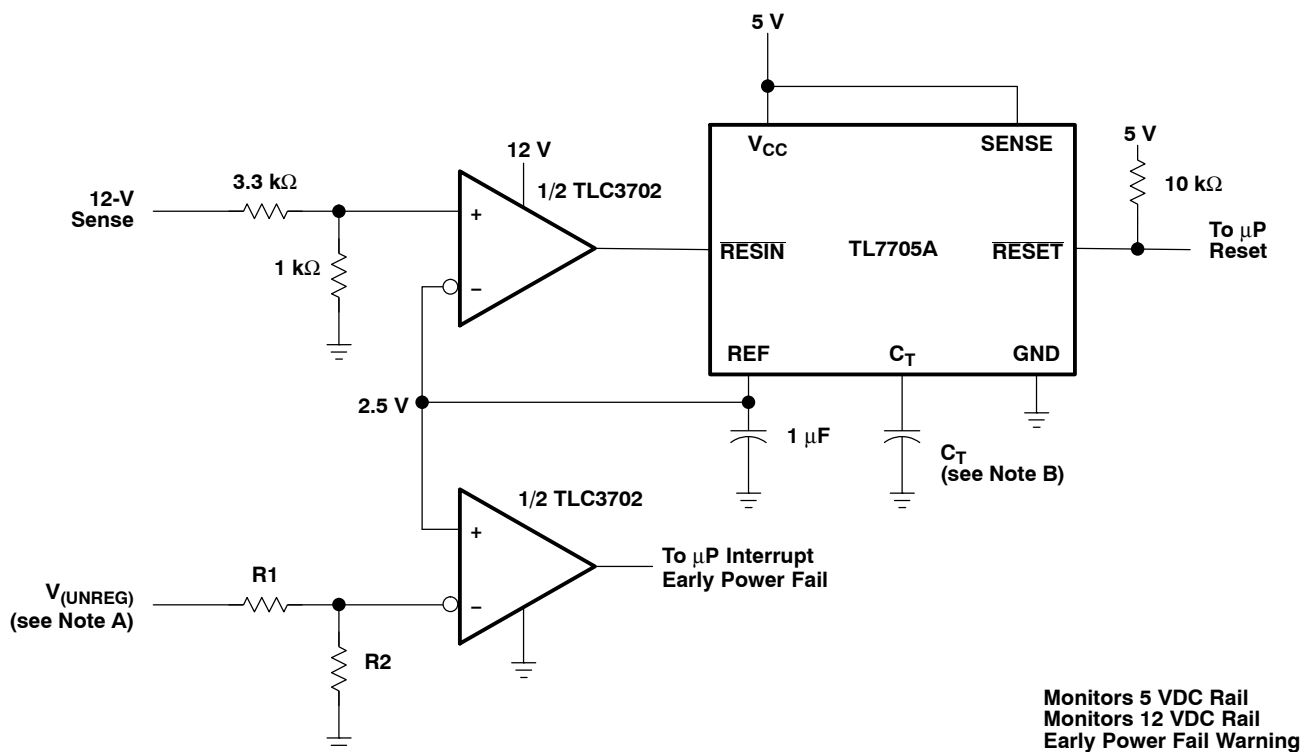 5 V
V_CC
SENSE
5 V
10 kΩ
12 V
1/2 TLC3702
3.3 kΩ
12-V
Sense
+
1 kΩ
–
RESIN
TL7705A
RESET
To μP
Reset
REF
C_T
GND
2.5 V
1 μF
C_T
(see Note B)
1/2 TLC3702
+
To μP Interrupt
Early Power Fail
R1
V(UNREG)
(see Note A)
–
R2
Monitors 5 VDC Rail
Monitors 12 VDC Rail
Early Power Fail Warning